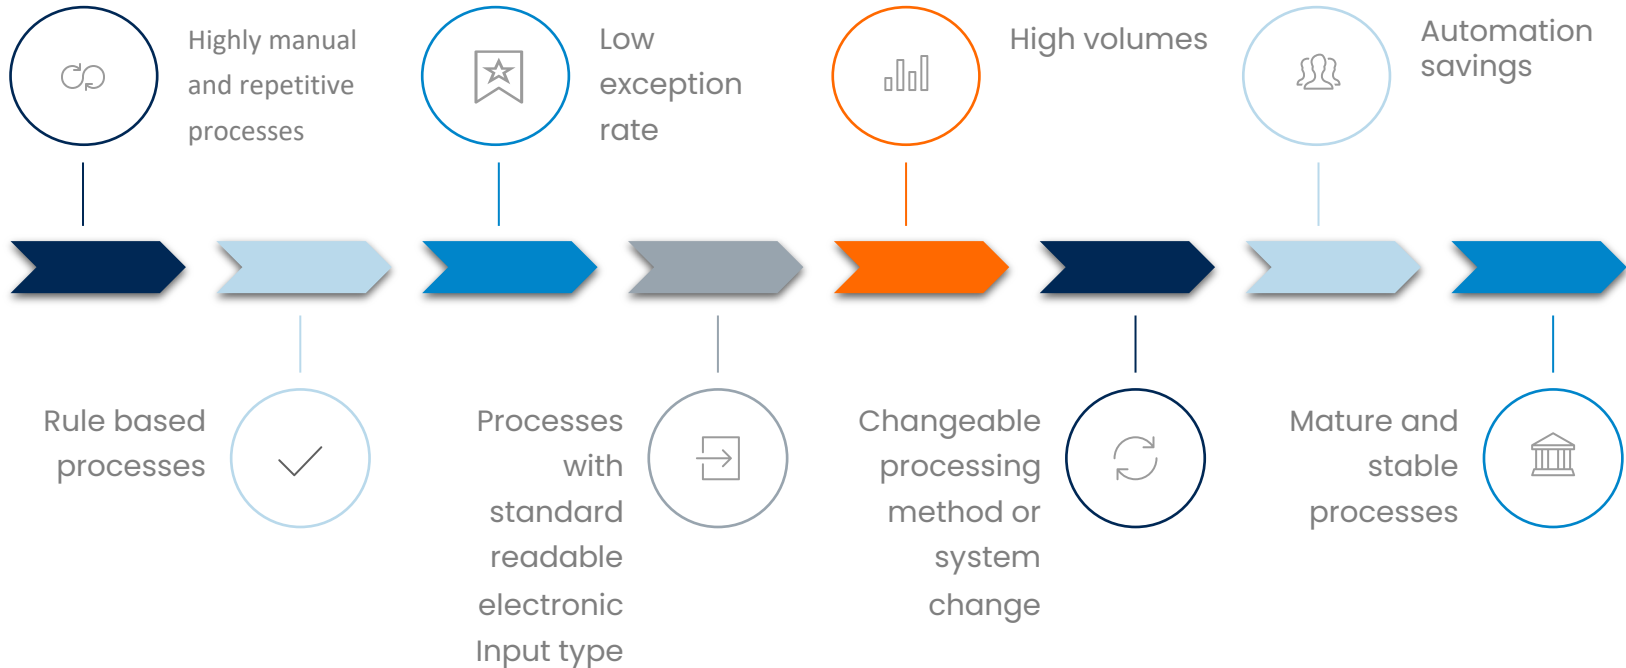 Highly manual
and repetitive
processes
Low
exception
rate
High volumes
Automation
savings
Rule based
processes
Processes
with
standard
readable
electronic
Input type
Changeable
processing
method or
system
change
Mature and
stable
processes